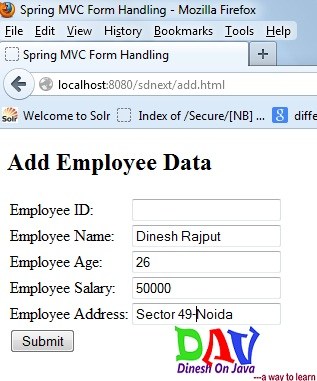 Spring MVC Form Handling - Mozilla Firefox
File Edit View History Bookmarks Tools Help
Spring MVC Form Handling +
localhost:8080/sdnext/add.html
Solr Welcome to Solr Index of /Secure/[NB] ... g diffe
Add Employee Data
Employee ID:
Employee Name: Dinesh Rajput
Employee Age: 26
Employee Salary: 50000
Employee Address: Sector 49-Noida
Submit
DAV
Dinesh On Java
---a way to learn